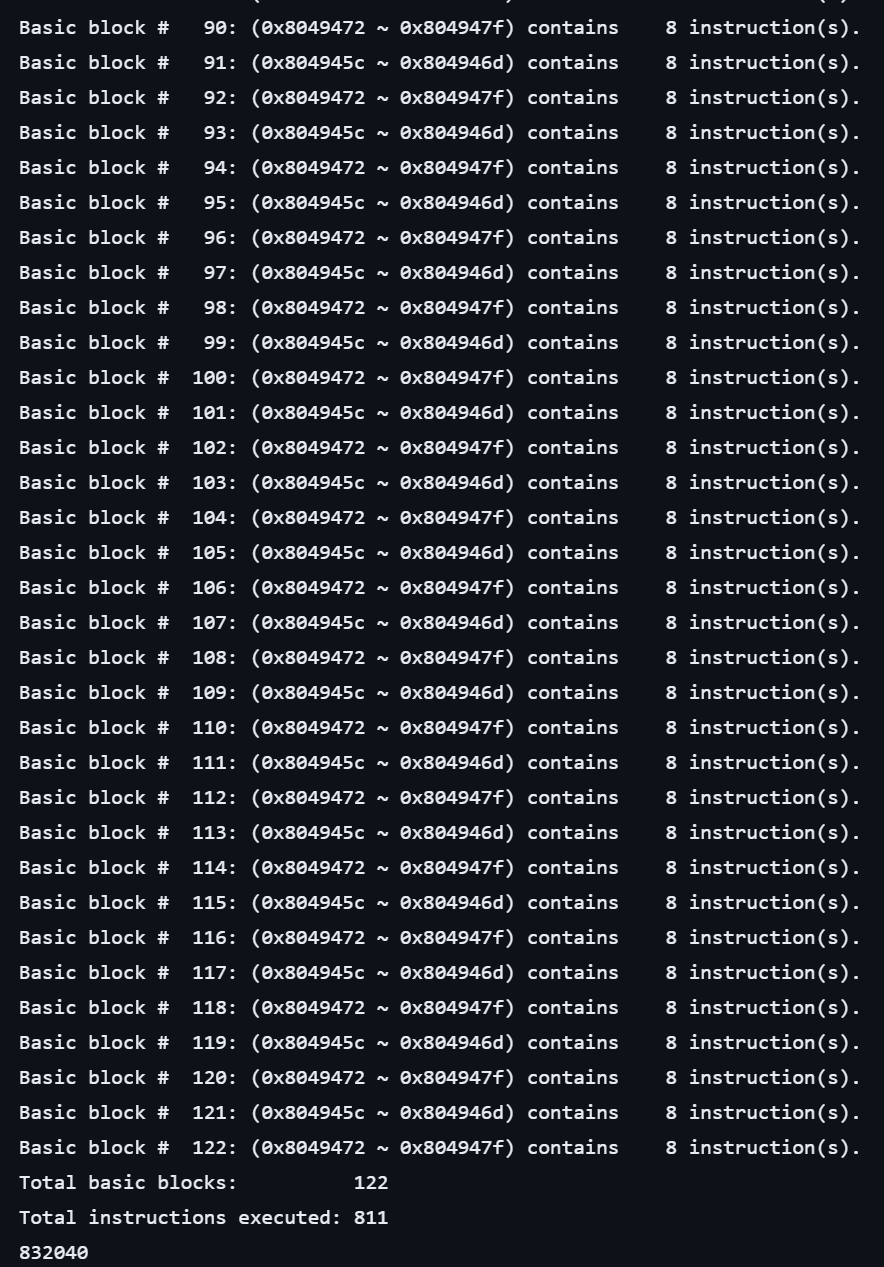 Basic block #   90: (0x8049472 ~ 0x804947f) contains    8 instruction(s).
Basic block #   91: (0x804945c ~ 0x804946d) contains    8 instruction(s).
Basic block #   92: (0x8049472 ~ 0x804947f) contains    8 instruction(s).
Basic block #   93: (0x804945c ~ 0x804946d) contains    8 instruction(s).
Basic block #   94: (0x8049472 ~ 0x804947f) contains    8 instruction(s).
Basic block #   95: (0x804945c ~ 0x804946d) contains    8 instruction(s).
Basic block #   96: (0x8049472 ~ 0x804947f) contains    8 instruction(s).
Basic block #   97: (0x804945c ~ 0x804946d) contains    8 instruction(s).
Basic block #   98: (0x8049472 ~ 0x804947f) contains    8 instruction(s).
Basic block #   99: (0x804945c ~ 0x804946d) contains    8 instruction(s).
Basic block #  100: (0x8049472 ~ 0x804947f) contains    8 instruction(s).
Basic block #  101: (0x804945c ~ 0x804946d) contains    8 instruction(s).
Basic block #  102: (0x8049472 ~ 0x804947f) contains    8 instruction(s).
Basic block #  103: (0x804945c ~ 0x804946d) contains    8 instruction(s).
Basic block #  104: (0x8049472 ~ 0x804947f) contains    8 instruction(s).
Basic block #  105: (0x804945c ~ 0x804946d) contains    8 instruction(s).
Basic block #  106: (0x8049472 ~ 0x804947f) contains    8 instruction(s).
Basic block #  107: (0x804945c ~ 0x804946d) contains    8 instruction(s).
Basic block #  108: (0x8049472 ~ 0x804947f) contains    8 instruction(s).
Basic block #  109: (0x804945c ~ 0x804946d) contains    8 instruction(s).
Basic block #  110: (0x8049472 ~ 0x804947f) contains    8 instruction(s).
Basic block #  111: (0x804945c ~ 0x804946d) contains    8 instruction(s).
Basic block #  112: (0x8049472 ~ 0x804947f) contains    8 instruction(s).
Basic block #  113: (0x804945c ~ 0x804946d) contains    8 instruction(s).
Basic block #  114: (0x8049472 ~ 0x804947f) contains    8 instruction(s).
Basic block #  115: (0x804945c ~ 0x804946d) contains    8 instruction(s).
Basic block #  116: (0x8049472 ~ 0x804947f) contains    8 instruction(s).
Basic block #  117: (0x804945c ~ 0x804946d) contains    8 instruction(s).
Basic block #  118: (0x8049472 ~ 0x804947f) contains    8 instruction(s).
Basic block #  119: (0x804945c ~ 0x804946d) contains    8 instruction(s).
Basic block #  120: (0x8049472 ~ 0x804947f) contains    8 instruction(s).
Basic block #  121: (0x804945c ~ 0x804946d) contains    8 instruction(s).
Basic block #  122: (0x8049472 ~ 0x804947f) contains    8 instruction(s).
Total basic blocks:          122
Total instructions executed: 811
832040